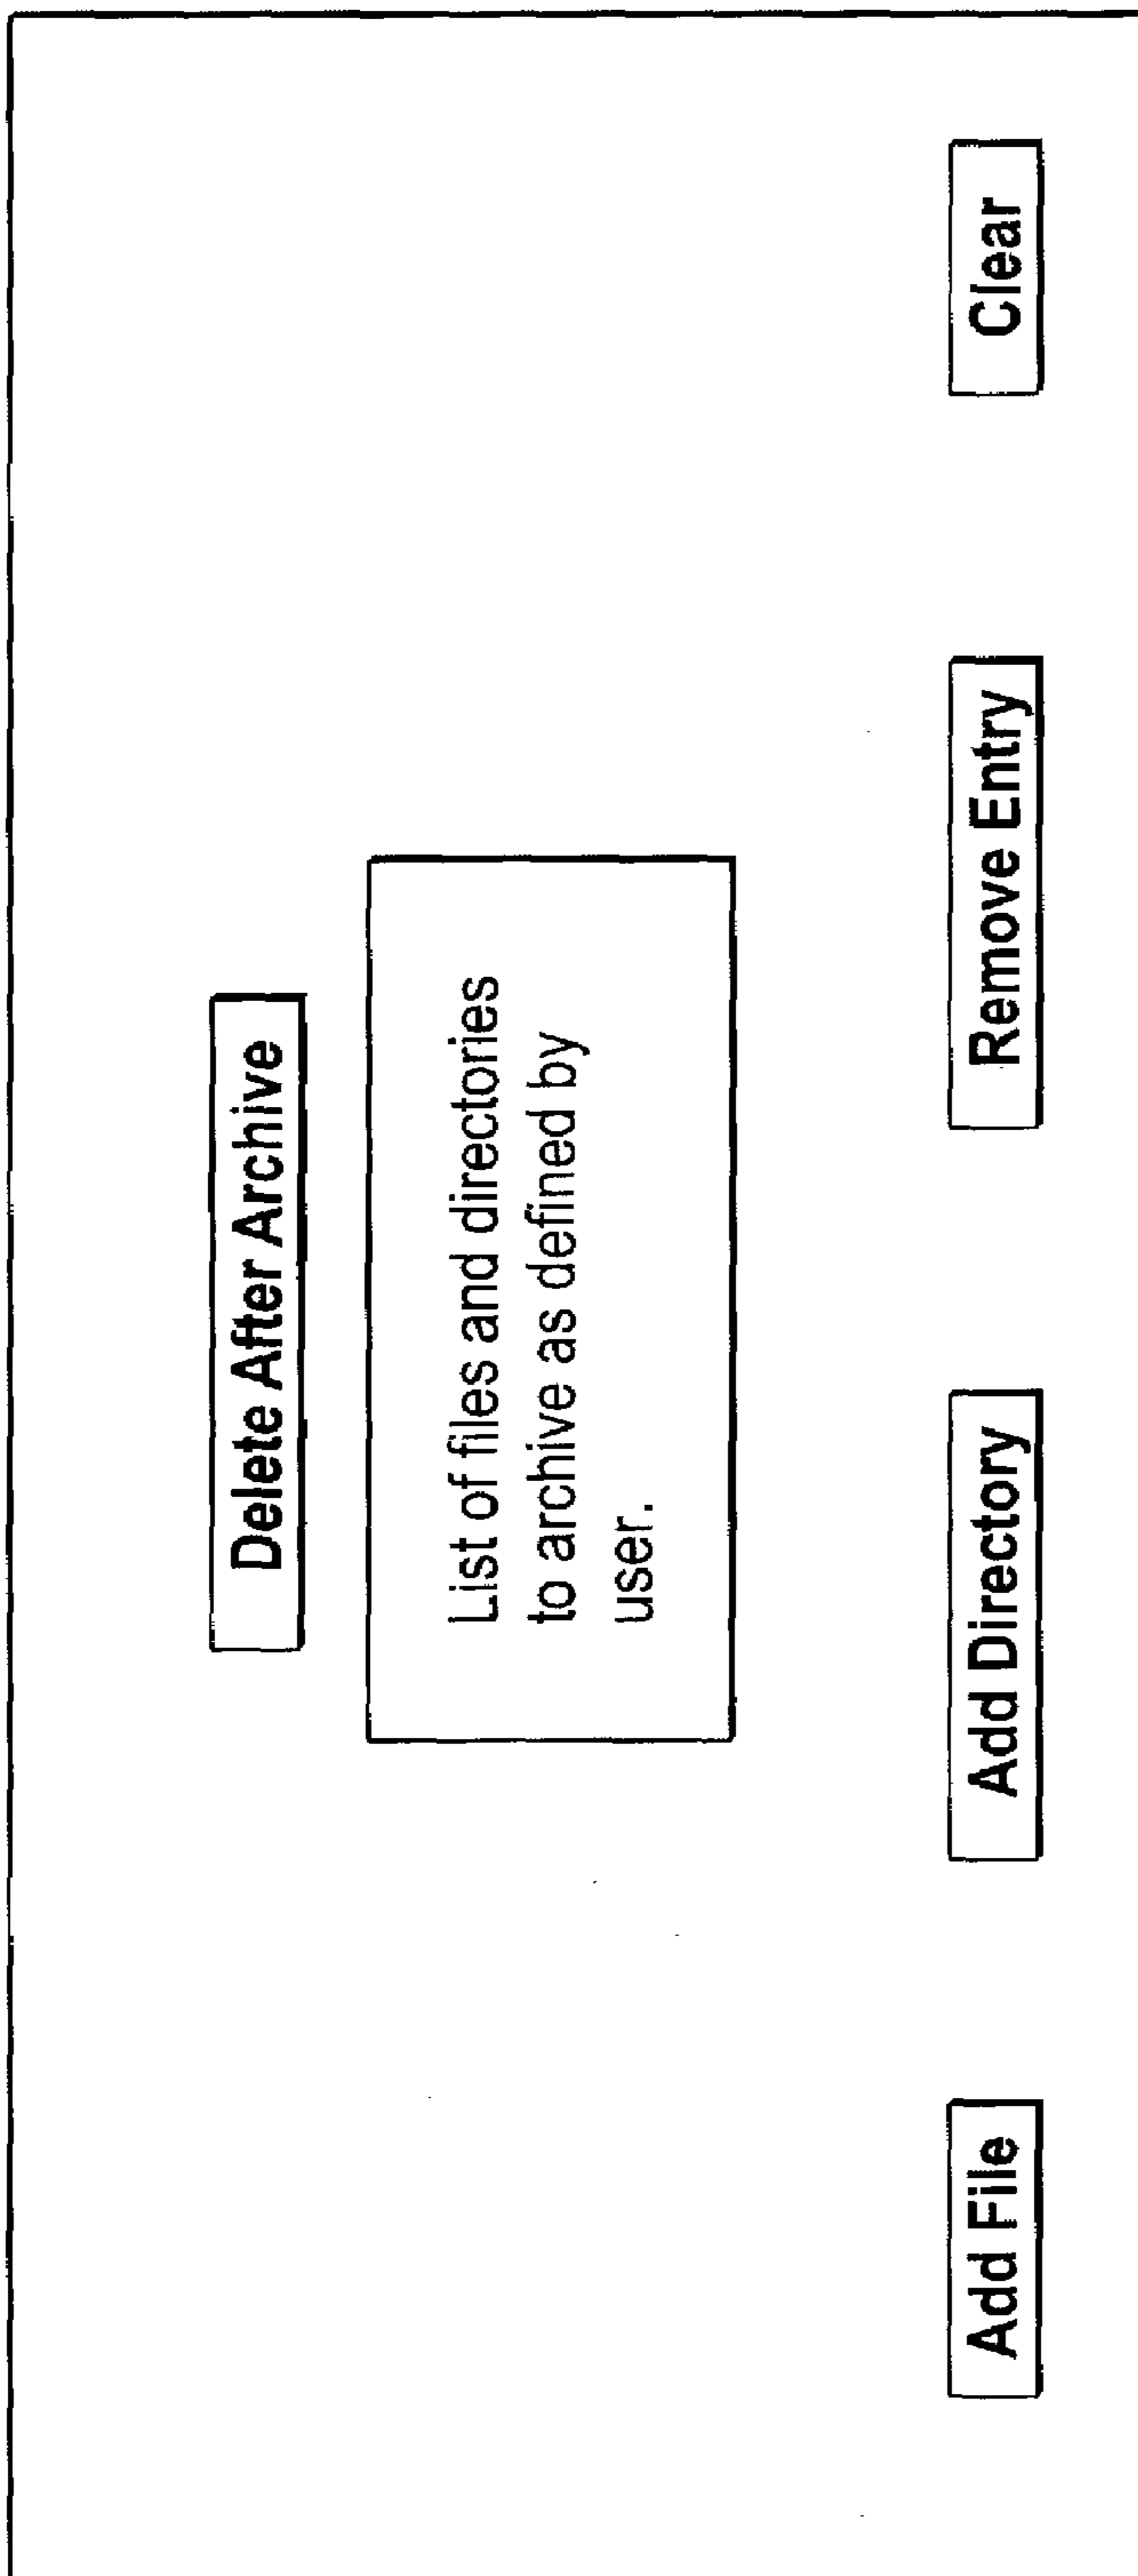 Delete After Archive
List of files and directories
to archive as defined by
user.
Add File
Add Directory
Remove Entry
Clear